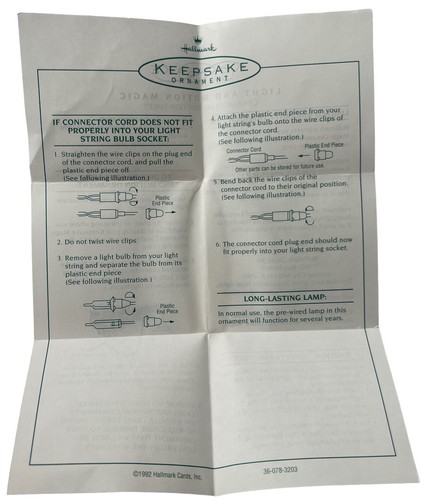 Hallmark
KEEPSAKE
ORNAMENT
IF CONNECTOR CORD DOES NOT FIT
PROPERLY INTO YOUR LIGHT
STRING BULB SOCKET:
1. Straighten the wire clips on the plug end
of the connector cord, and pull the
plastic end piece off.
(See following illustration.)
Plastic
End Piece
2. Do not twist wire clips.
3. Remove a light bulb from your light
string and separate the bulb from its
plastic end piece.
(See following illustration.)
Plastic
End Piece
4. Attach the plastic end piece from your
light string's bulb onto the wire clips of
the connector cord.
(See following illustration.)
Connector Cord
Plastic End Piece
Other parts can be stored for future use.
5. Bend back the wire clips of the
connector cord to their original position.
(See following illustration.)
6. The connector cord plug end should now
fit properly into your light string socket.
LONG-LASTING LAMP:
In normal use, the pre-wired lamp in this
ornament will function for several years.
©1992 Hallmark Cards, Inc.
36-078-3203